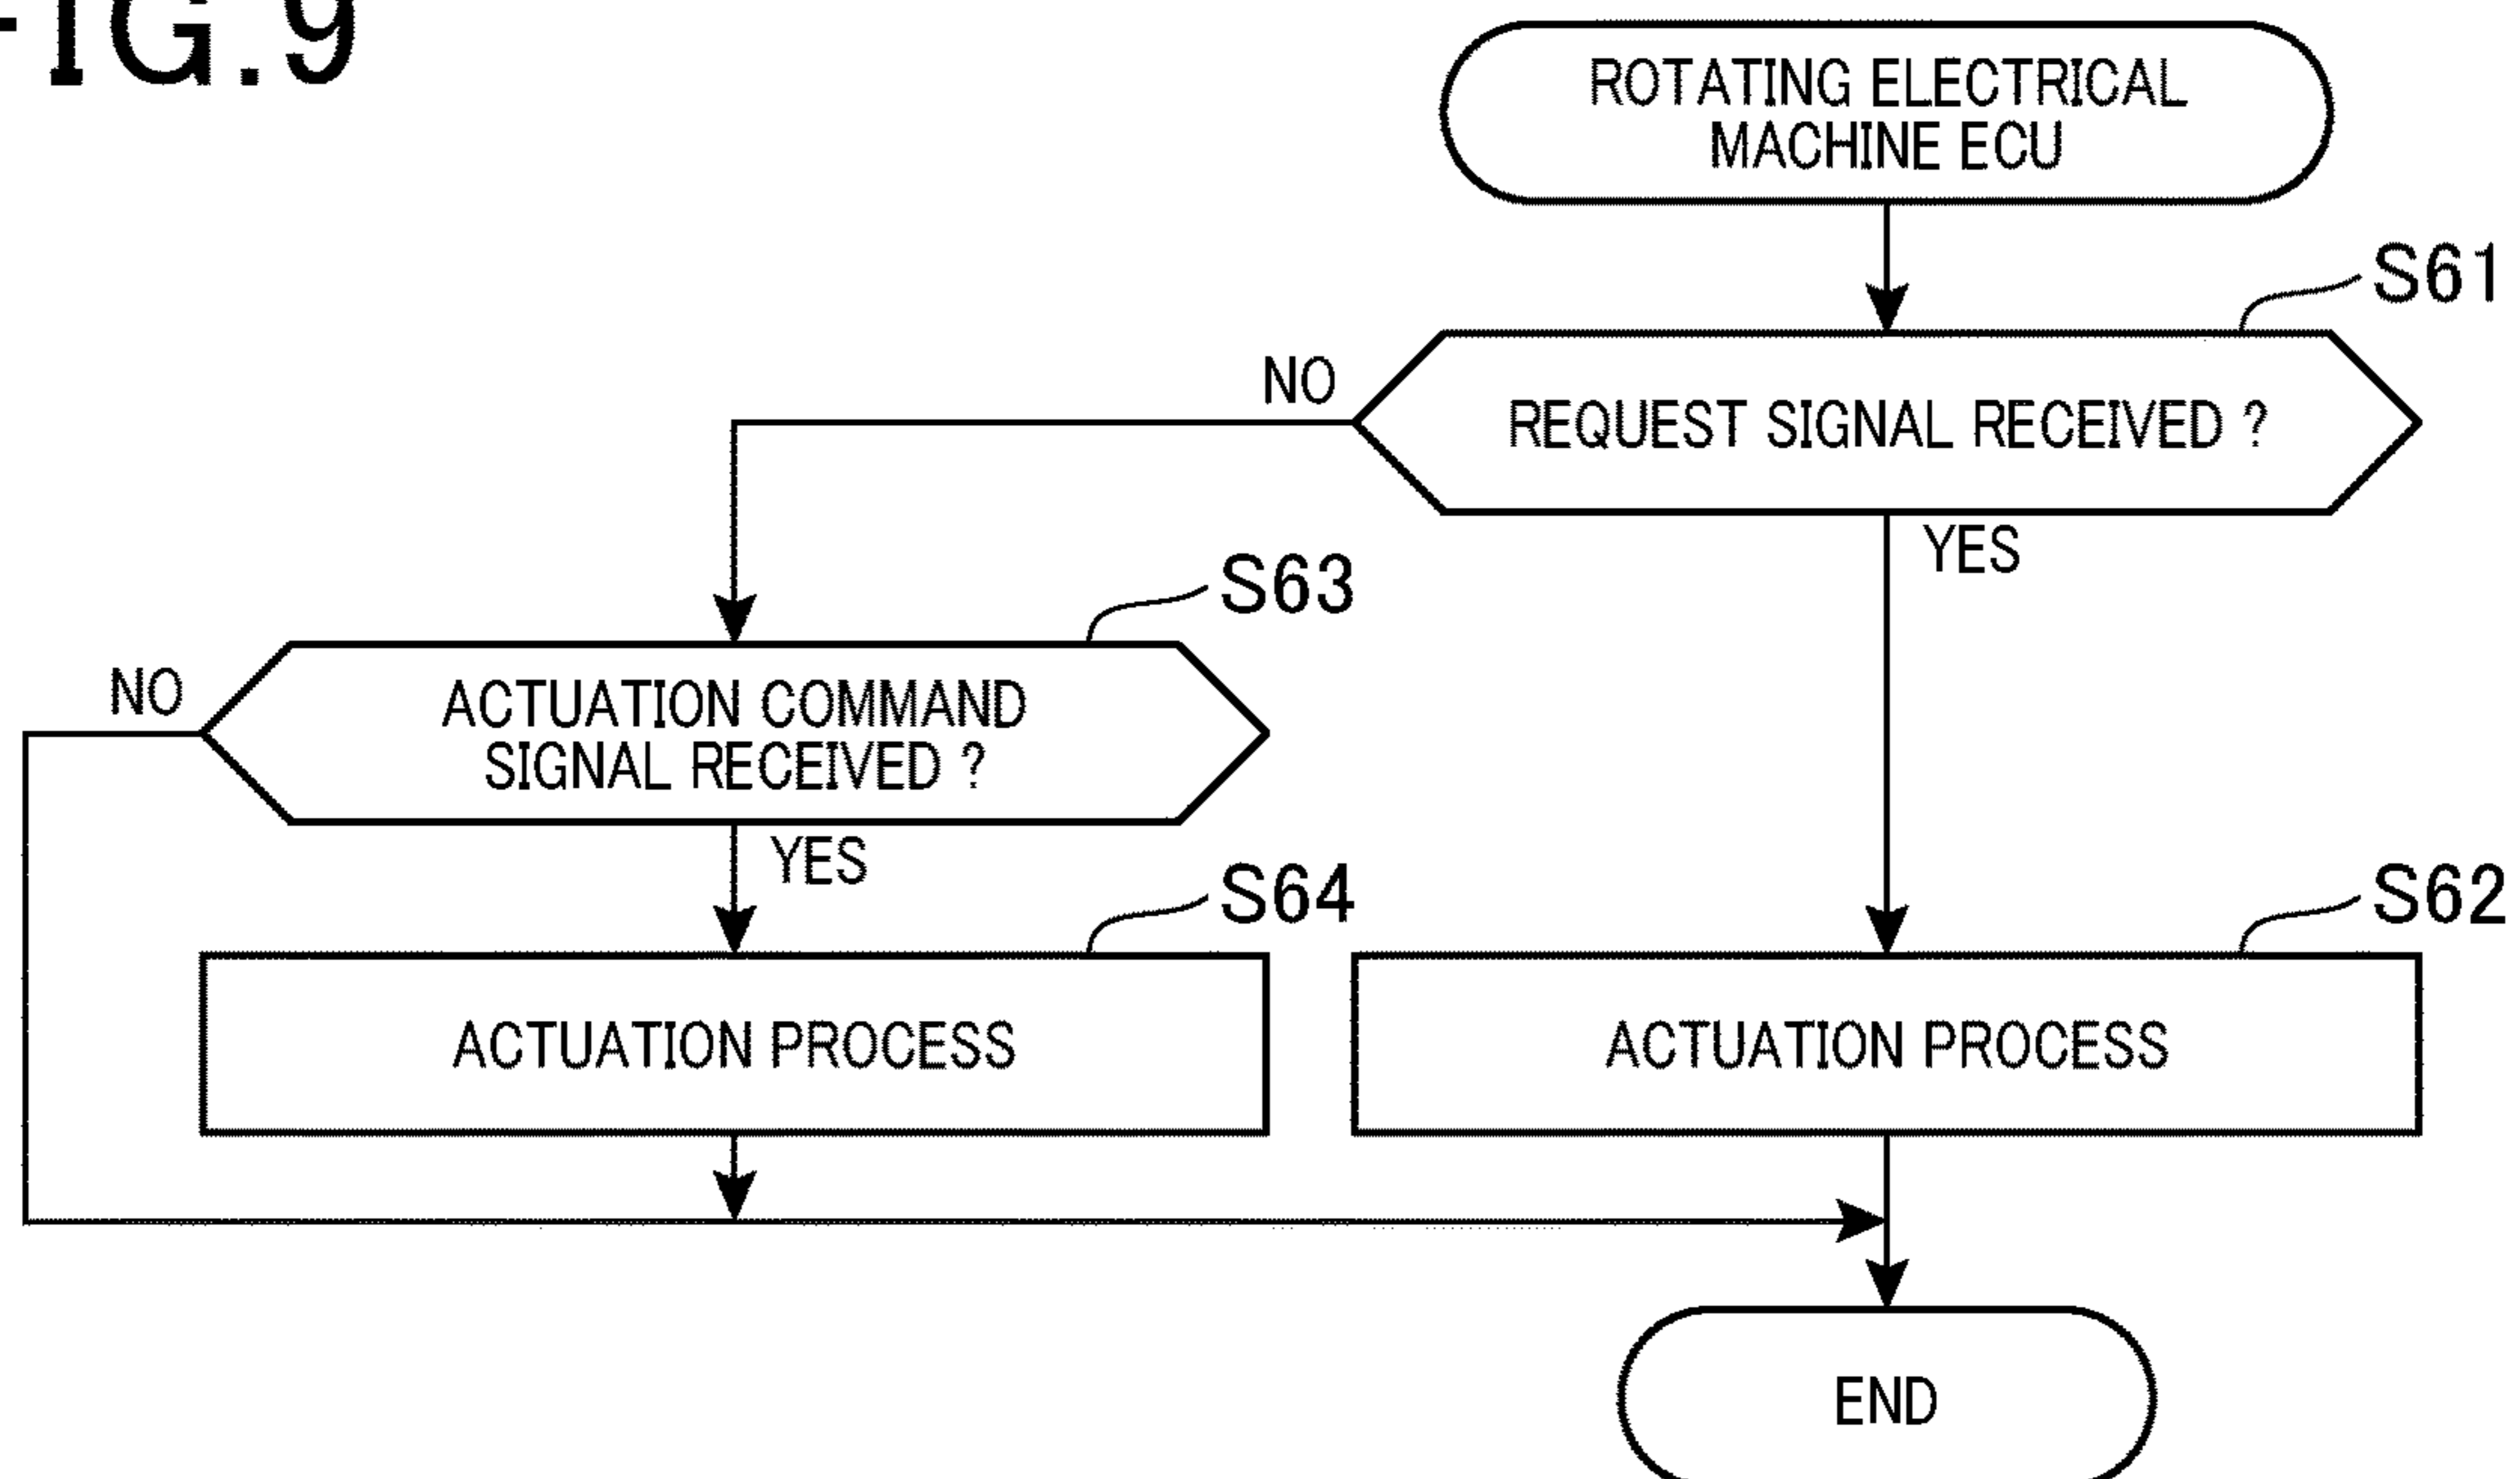 FIG.9
ROTATING ELECTRICAL
MACHINE ECU
S61
NO
REQUEST SIGNAL RECEIVED ?
YES
S63
NO
ACTUATION COMMAND
SIGNAL RECEIVED ?
YES
S64
S62
ACTUATION PROCESS
ACTUATION PROCESS
END